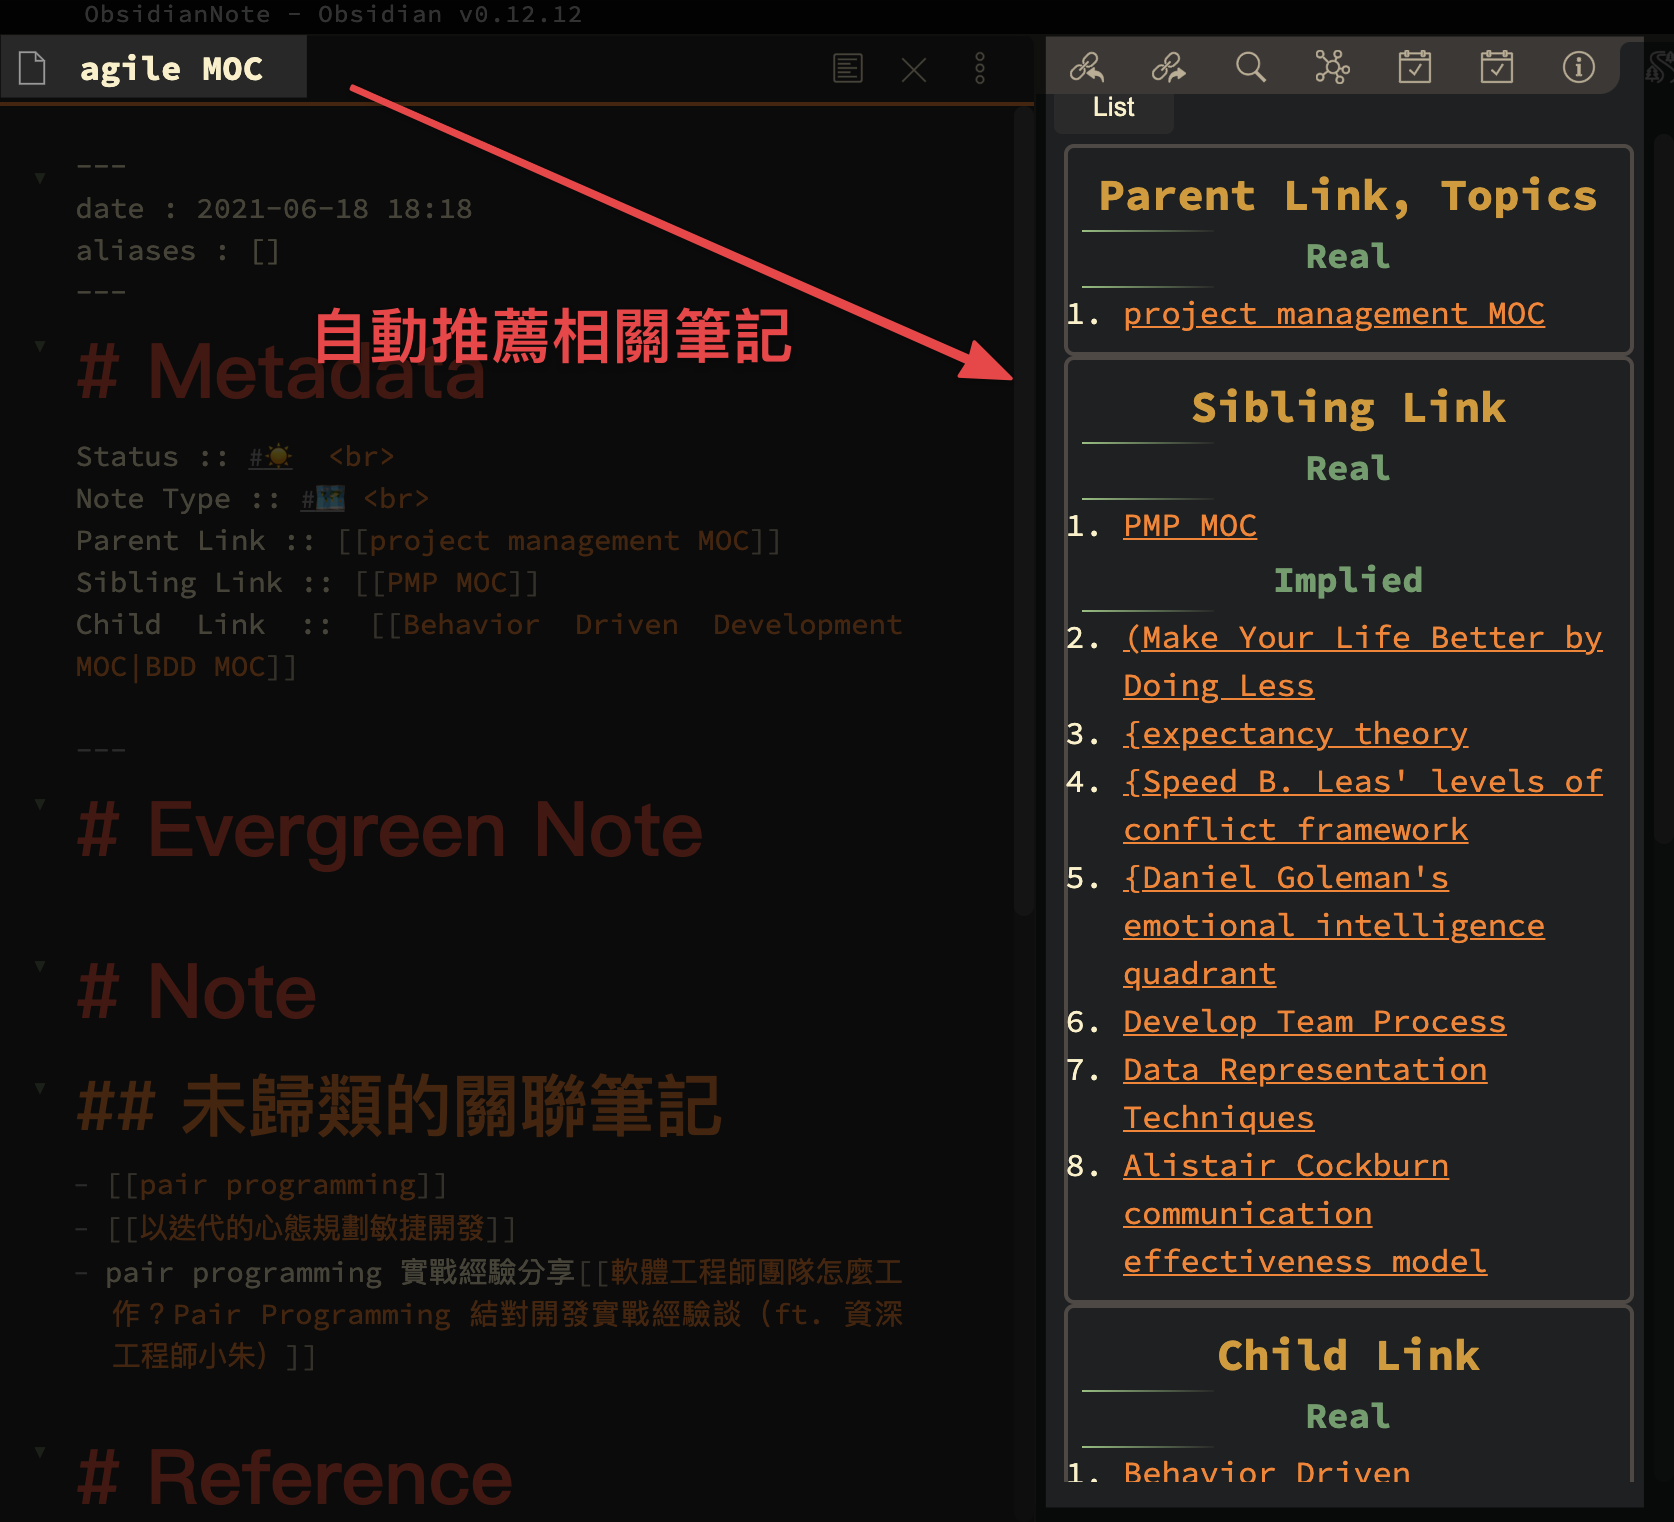 ObsidianNote - Obsidian v0.12.12
agile MOC
---
date : 2021-06-18 18:18
aliases : []
---
自動推薦相關筆記
# Metadata
Status :: #☀️  <br>
Note Type :: #🗺️ <br>
Parent Link :: [[project management MOC]]
Sibling Link :: [[PMP MOC]]
Child Link :: [[Behavior Driven Development
MOC|BDD MOC]]
---
# Evergreen Note
# Note
## 未歸類的關聯筆記
- [[pair programming]]
- [[以迭代的心態規劃敏捷開發]]
- pair programming 實戰經驗分享[[軟體工程師團隊怎麼工
作？Pair Programming 結對開發實戰經驗談（ft. 資深
工程師小朱）]]
# Reference
List
Parent Link, Topics
Real
1. project management MOC
Sibling Link
Real
1. PMP MOC
Implied
2. (Make Your Life Better by
Doing Less
3. {expectancy theory
4. {Speed B. Leas' levels of
conflict framework
5. {Daniel Goleman's
emotional intelligence
quadrant
6. Develop Team Process
7. Data Representation
Techniques
8. Alistair Cockburn
communication
effectiveness model
Child Link
Real
1. Behavior Driven